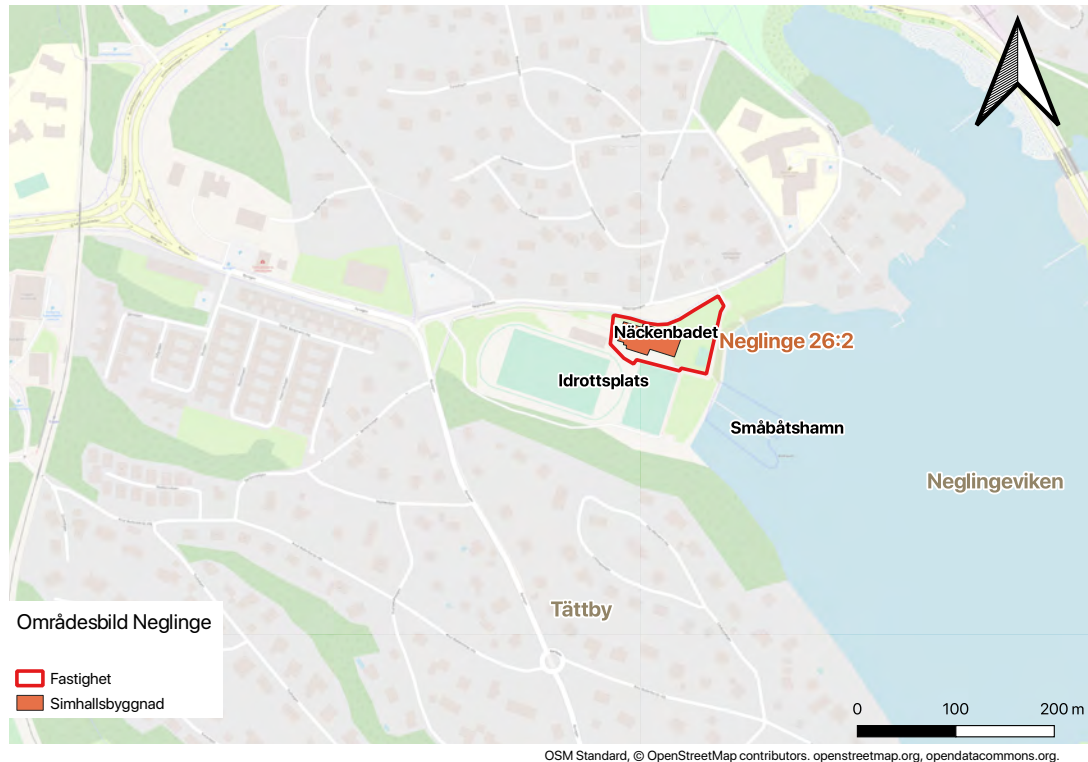 Näckenbadet
Neglinge 26:2
Idrottsplats
Småbåtshamn
Neglingeviken
Tättby
Områdesbild Neglinge
Fastighet
Simhallsbyggnad
0 100 200 m
OSM Standard, © OpenStreetMap contributors. openstreetmap.org, opendatacommons.org.